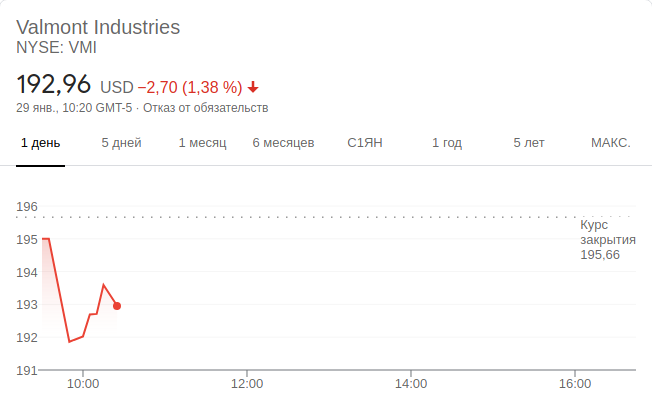 Valmont Industries
NYSE: VMI
192,96 USD −2,70 (1,38 %)
29 янв., 10:20 GMT-5 · Отказ от обязательств
1 день 5 дней 1 месяц 6 месяцев С1ЯН 1 год 5 лет МАКС.
196
Курс
закрытия
195,66
195
194
193
192
191
10:00 12:00 14:00 16:00